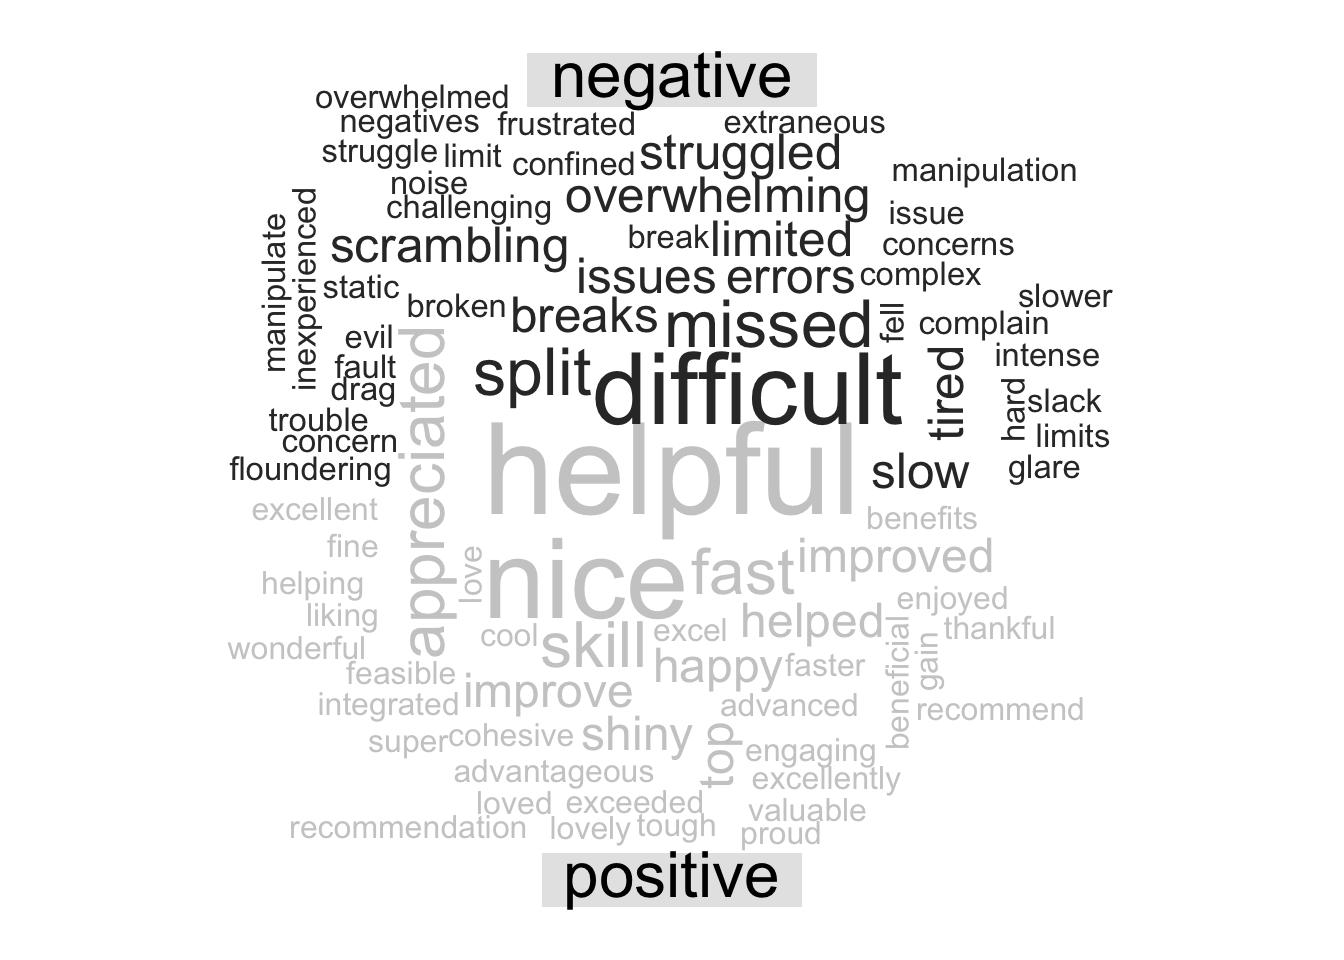 negative
overwhelmed
negatives frustrated extraneous
struggle limit confined struggled
manipulation
noise
overwhelming
challenging
issue
manipulate
inexperienced
scrambling
break limited
concerns
issues errors complex
static
slower
broken breaks missed fell complain
evil
appreciated
split difficult tired intense
fault
drag
hard slack
trouble
limits
concern
floundering
helpful
slow glare
excellent
benefits
fine
love nice fast improved
helping
enjoyed
liking
cool skill excel helped
beneficial
gain thankful
wonderful
happy faster
feasible
integrated improve
advanced
recommend
super cohesive shiny top
engaging
advantageous
excellently
loved exceeded
valuable
recommendation lovely tough
proud
positive